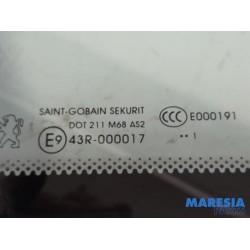 SAINT-GOBAIN SEKURIT
DOT 211 M68 AS2
CCC E000191
E9 43R-000017
·· 1
MARESIA